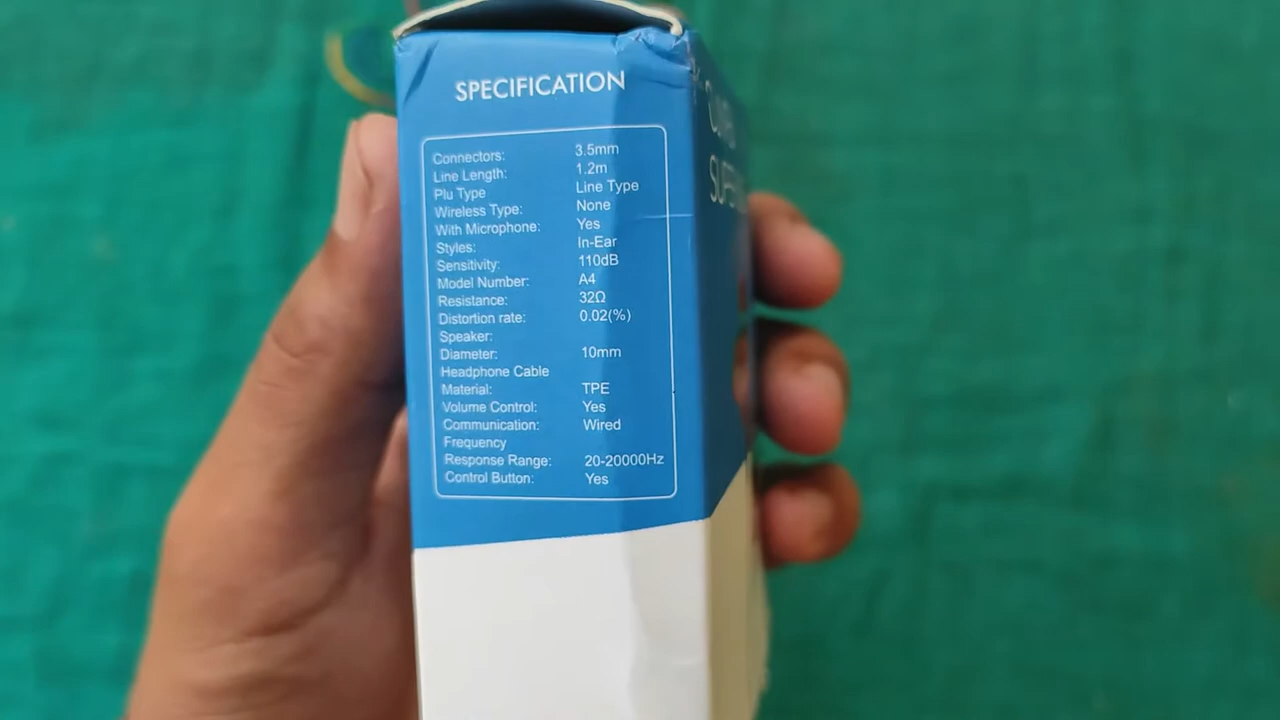 SPECIFICATION
Connectors: 3.5mm
Line Length: 1.2m
Plu Type Line Type
Wireless Type: None
With Microphone: Yes
Styles: In-Ear
Sensitivity: 110dB
Model Number: A4
Resistance: 32Ω
Distortion rate: 0.02(%)
Speaker:
Diameter: 10mm
Headphone Cable
Material: TPE
Volume Control: Yes
Communication: Wired
Frequency
Response Range: 20-20000Hz
Control Button: Yes